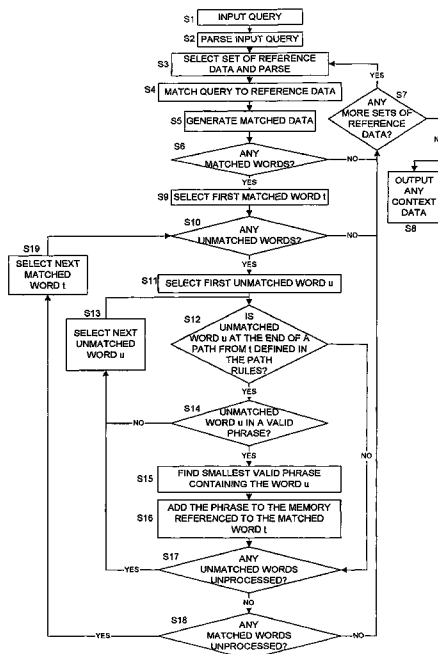 S1
INPUT QUERY
S2
PARSE INPUT QUERY
S3
SELECT SET OF REFERENCE
DATA AND PARSE
S4
MATCH QUERY TO REFERENCE DATA
S5
GENERATE MATCHED DATA
S6
ANY
MATCHED WORDS?
NO
YES
S7
ANY
MORE SETS OF
REFERENCE
DATA?
YES
N
OUTPUT
ANY
CONTEXT
DATA
S8
S9
SELECT FIRST MATCHED WORD t
S10
ANY
UNMATCHED WORDS?
NO
YES
S19
SELECT NEXT
MATCHED
WORD t
S11
SELECT FIRST UNMATCHED WORD u
S13
SELECT NEXT
UNMATCHED
WORD u
S12
IS
UNMATCHED
WORD u AT THE END OF A
PATH FROM t DEFINED IN
THE PATH
RULES?
YES
NO
S14
UNMATCHED
WORD u IN A VALID
PHRASE?
NO
YES
S15
FIND SMALLEST VALID PHRASE
CONTAINING THE WORD u
S16
ADD THE PHRASE TO THE MEMORY
REFERENCED TO THE MATCHED
WORD t
S17
ANY
UNMATCHED WORDS
UNPROCESSED?
YES
NO
S18
ANY
MATCHED WORDS
UNPROCESSED?
YES
NO